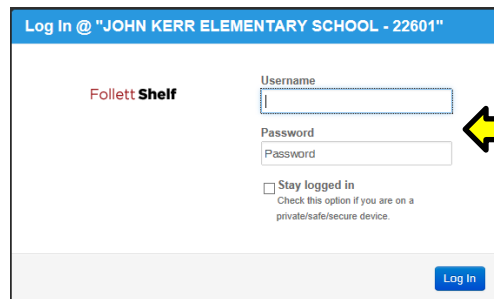 Log In @ "JOHN KERR ELEMENTARY SCHOOL - 22601"
Follett Shelf
Username
Password
Password
Stay logged in
Check this option if you are on a
private/safe/secure device.
Log In